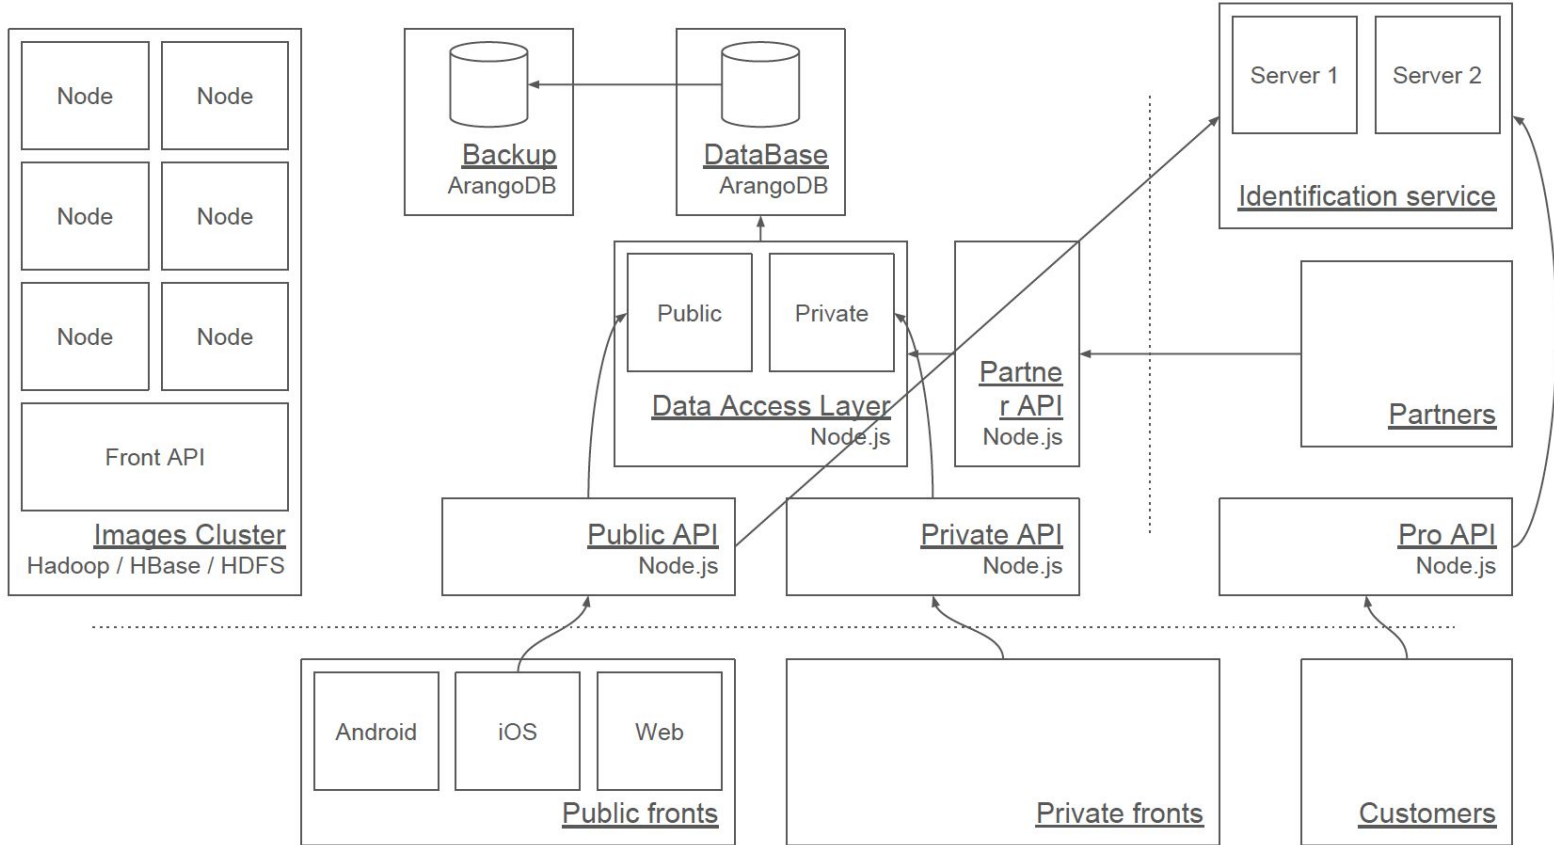 Node
Node
Node
Node
Node
Node
Front API
Images Cluster
Hadoop / HBase / HDFS
Backup
ArangoDB
DataBase
ArangoDB
Public
Private
Data Access Layer
Node.js
Partne
r API
Node.js
Server 1
Server 2
Identification service
Partners
Public API
Node.js
Private API
Node.js
Pro API
Node.js
Android
iOS
Web
Public fronts
Private fronts
Customers